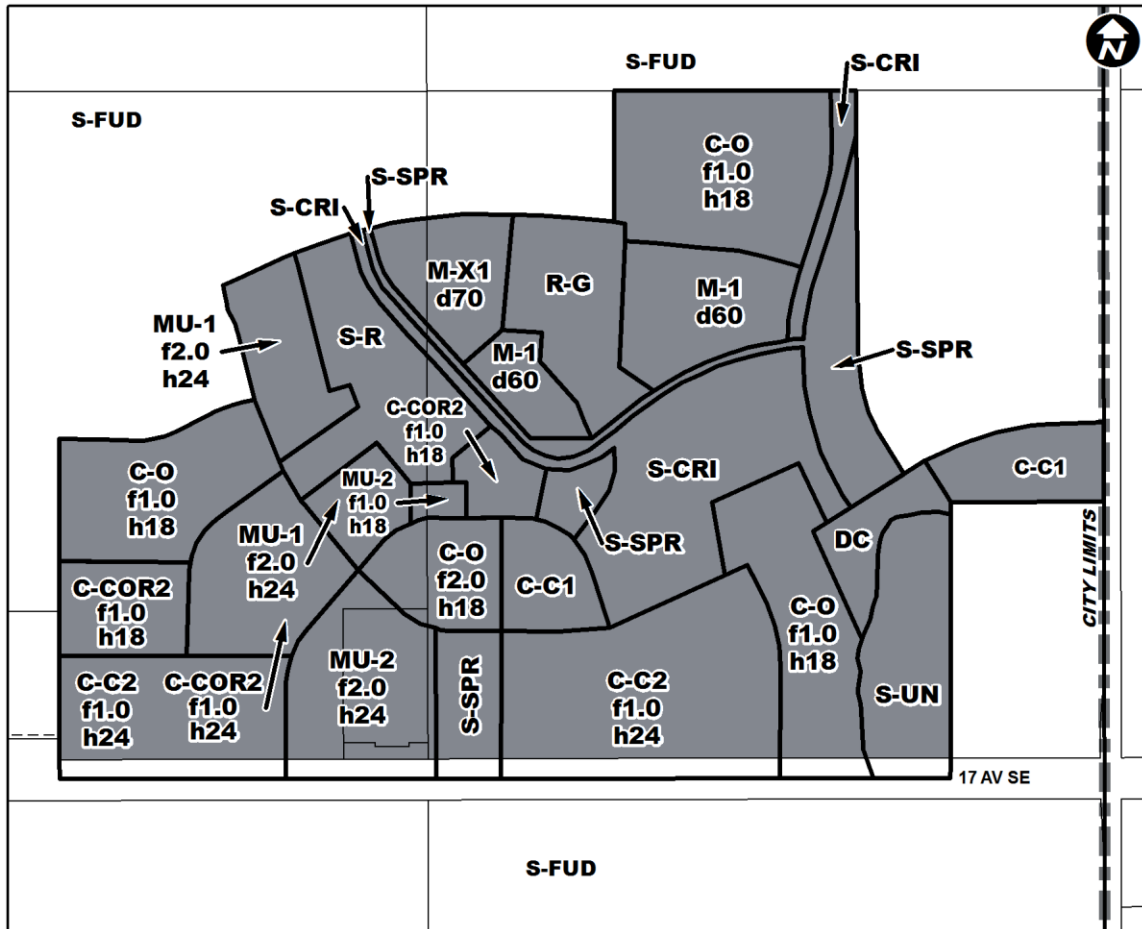 N
S-FUD
S-CRI
S-FUD
C-O
f1.0
h18
S-SPR
S-CRI
M-X1
d70
R-G
M-1
d60
MU-1
f2.0
h24
S-R
M-1
d60
S-SPR
C-COR2
f1.0
h18
C-O
f1.0
h18
MU-2
f1.0
h18
S-CRI
C-C1
MU-1
f2.0
h24
S-SPR
DC
CITY LIMITS
C-O
f2.0
h18
C-C1
C-COR2
f1.0
h18
C-O
f1.0
h18
C-C2
f1.0
h24
C-COR2
f1.0
h24
MU-2
f2.0
h24
S-SPR
C-C2
f1.0
h24
S-UN
17 AV SE
S-FUD